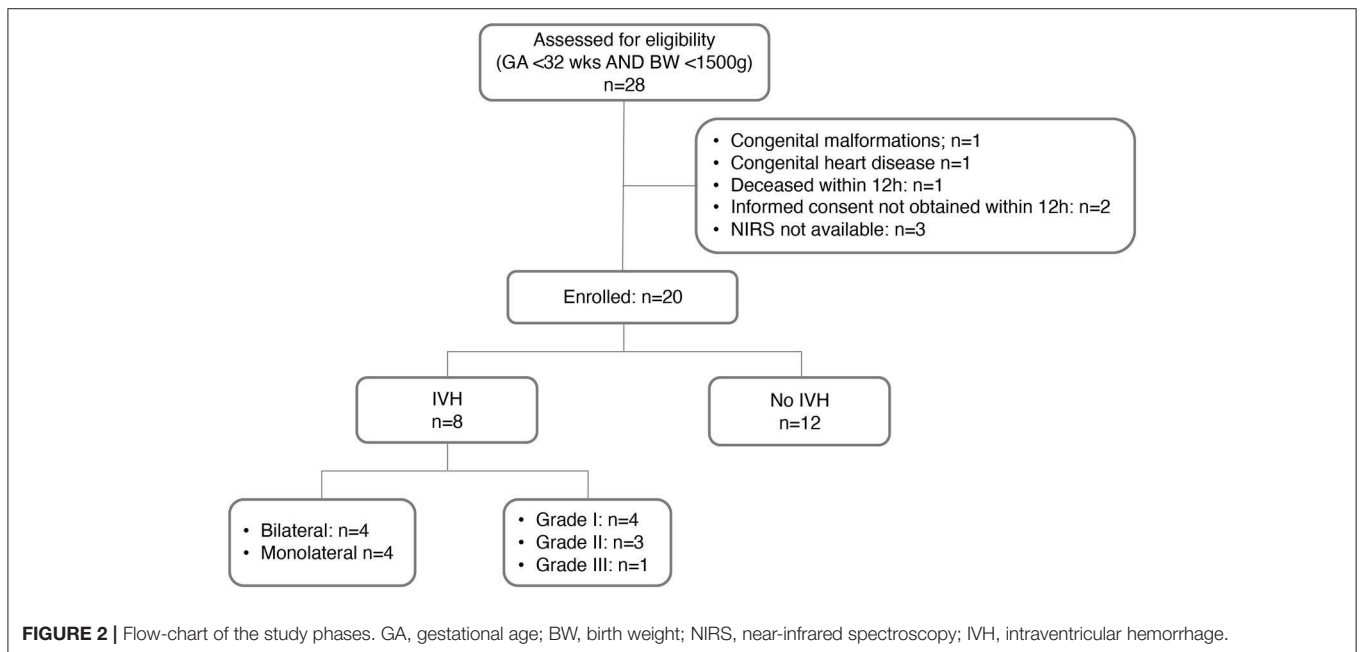 Assessed for eligibility
(GA <32 wks AND BW <1500g)
n=28
• Congenital malformations; n=1
• Congenital heart disease n=1
• Deceased within 12h: n=1
• Informed consent not obtained within 12h: n=2
• NIRS not available: n=3
Enrolled: n=20
IVH
n=8
No IVH
n=12
• Bilateral: n=4
• Monolateral n=4
• Grade I: n=4
• Grade II: n=3
• Grade III: n=1
FIGURE 2 | Flow-chart of the study phases. GA, gestational age; BW, birth weight; NIRS, near-infrared spectroscopy; IVH, intraventricular hemorrhage.